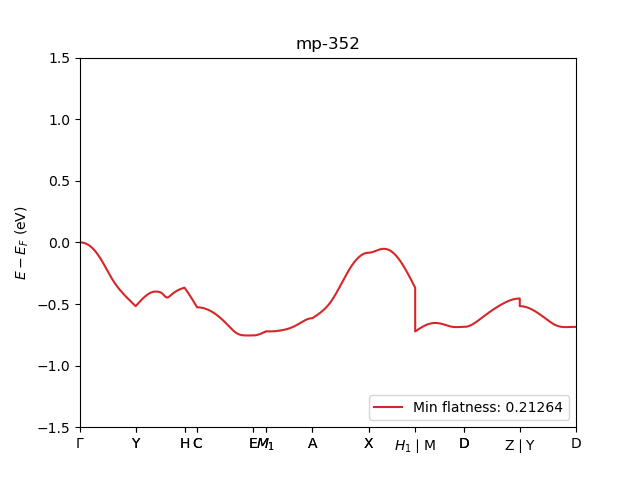 mp-352
E − E_F (eV)
1.5
1.0
0.5
0.0
−0.5
−1.0
−1.5
Min flatness: 0.21264
Γ Y H C E M₁ A X H₁ | M D Z | Y D